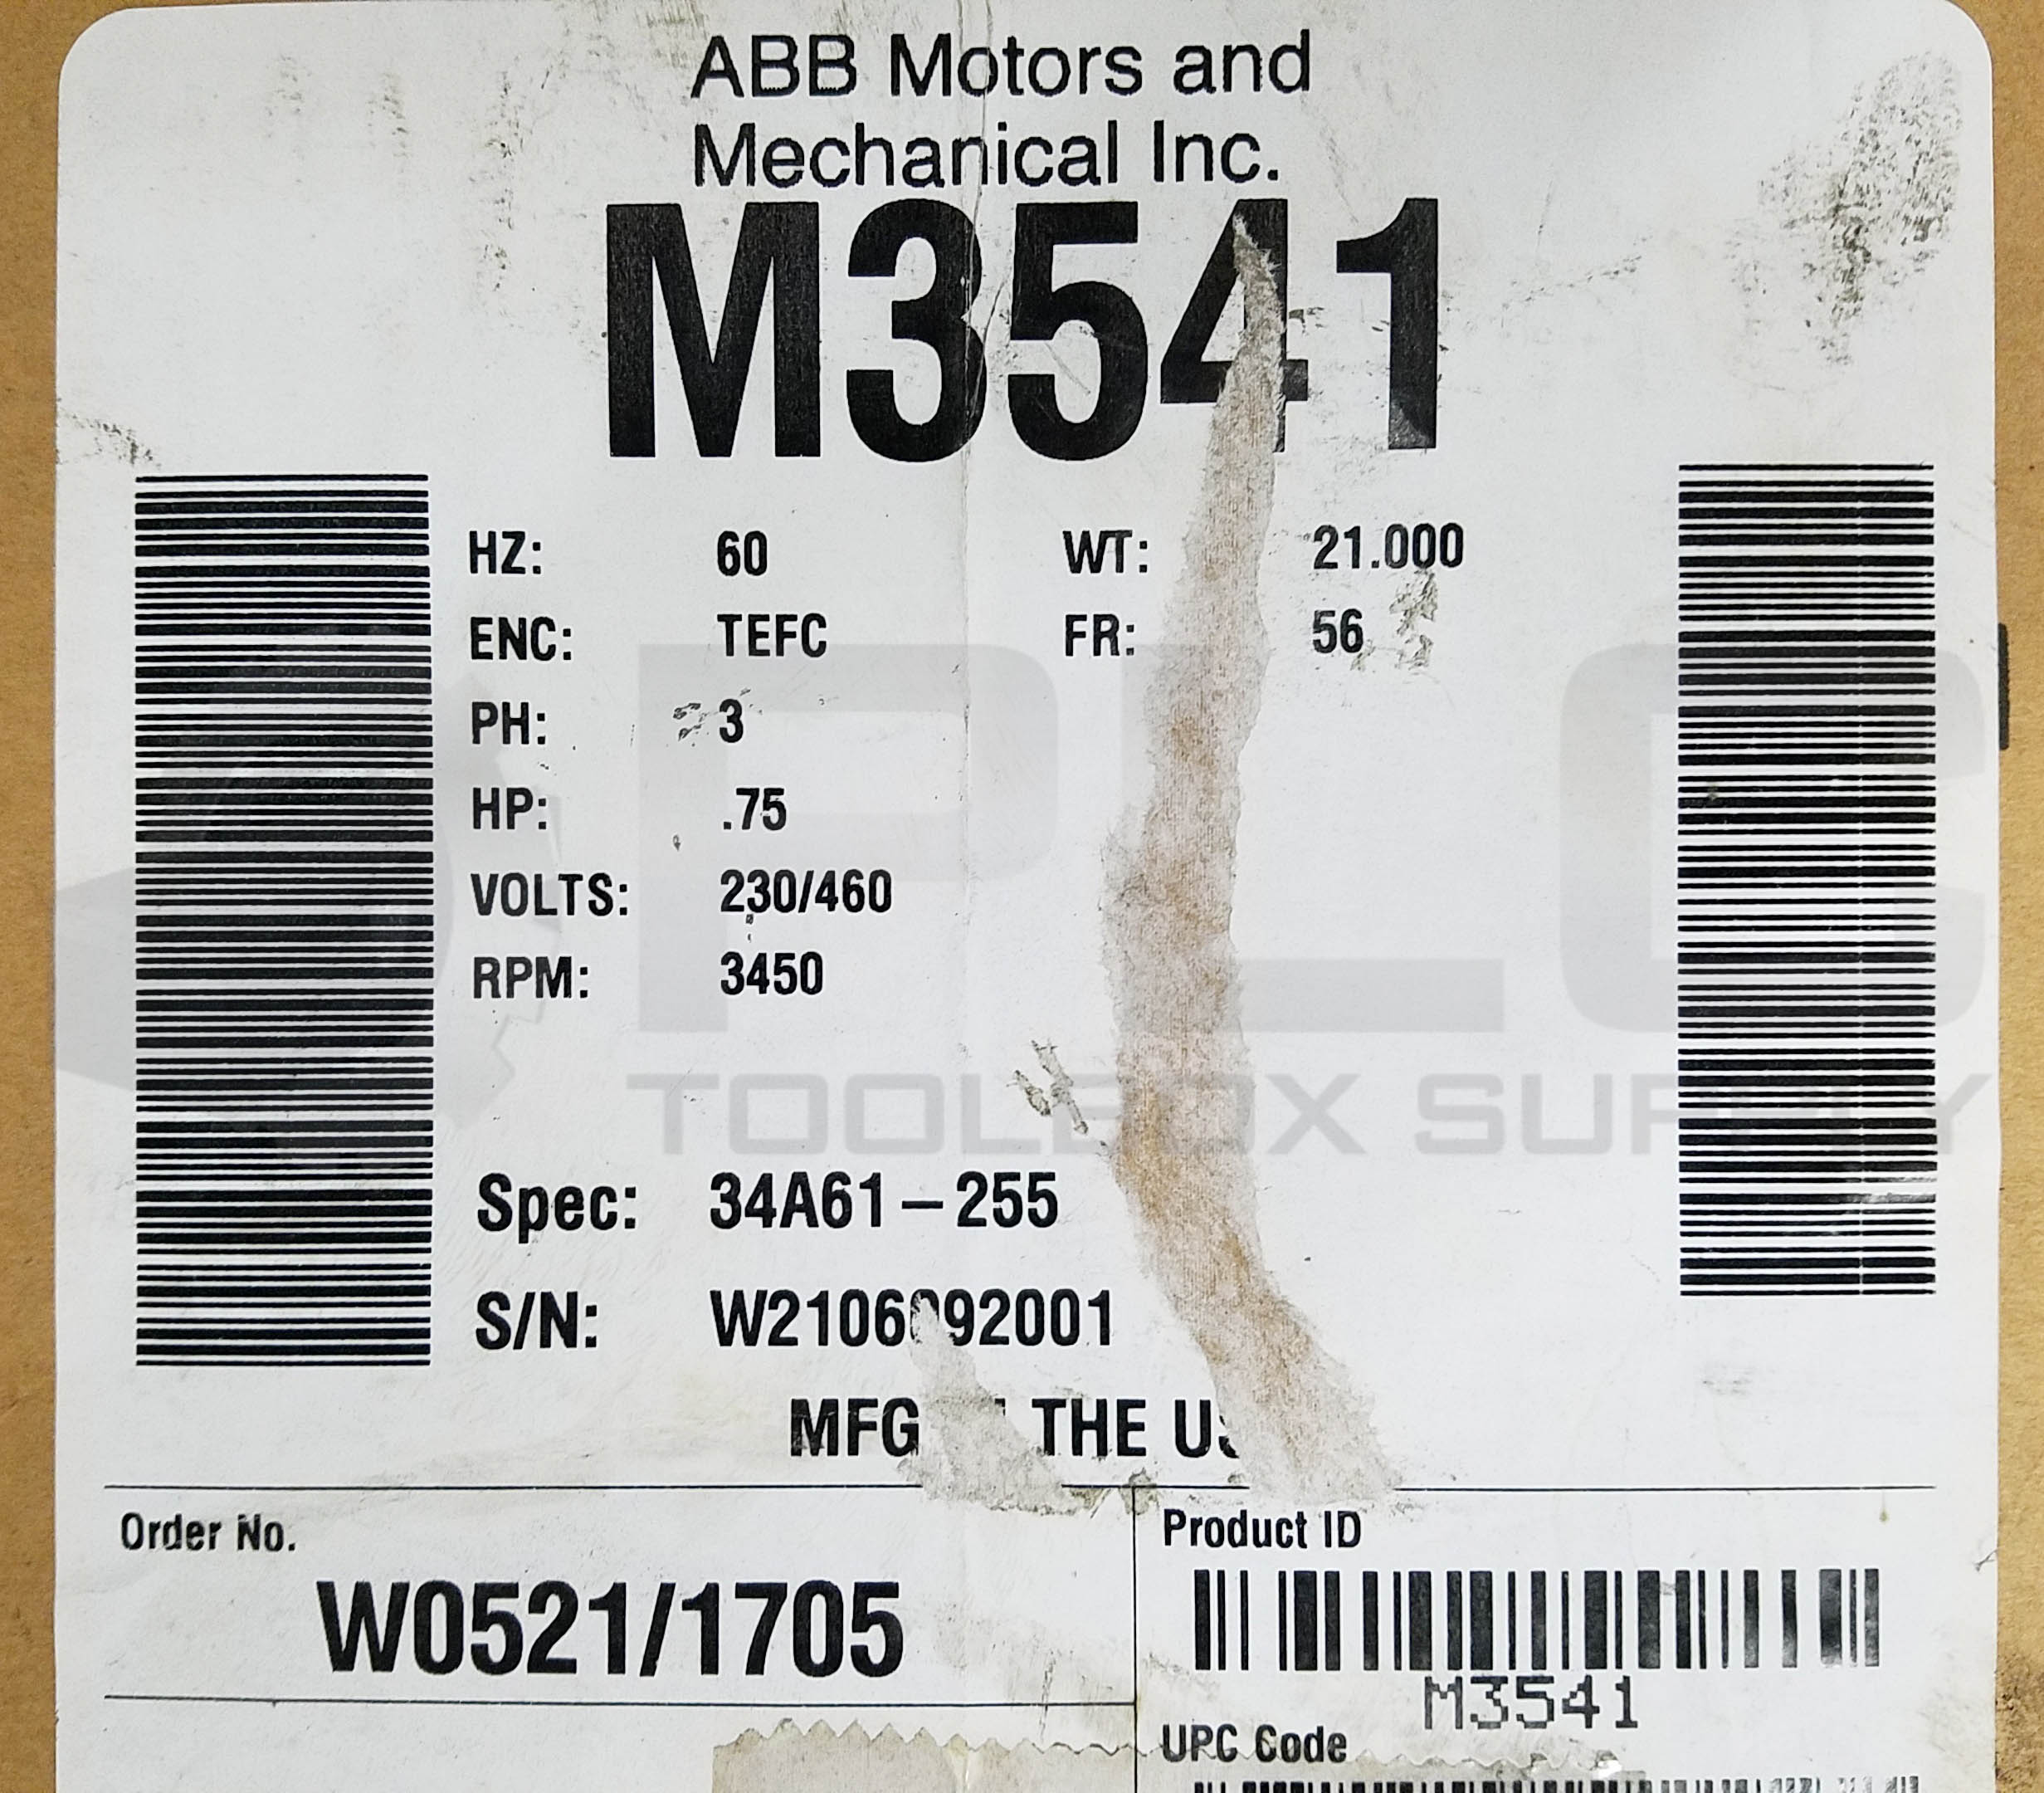 ABB Motors and
Mechanical Inc.
M3541
HZ: 60 WT: 21.000
ENC: TEFC FR: 56
PH: 3
HP: .75
VOLTS: 230/460
RPM: 3450
PLC
TOOLBOX SUPPLY
Spec: 34A61-255
S/N:
MFG THE
Order No.
W0521/1705
Product ID
M3541
UPC Code